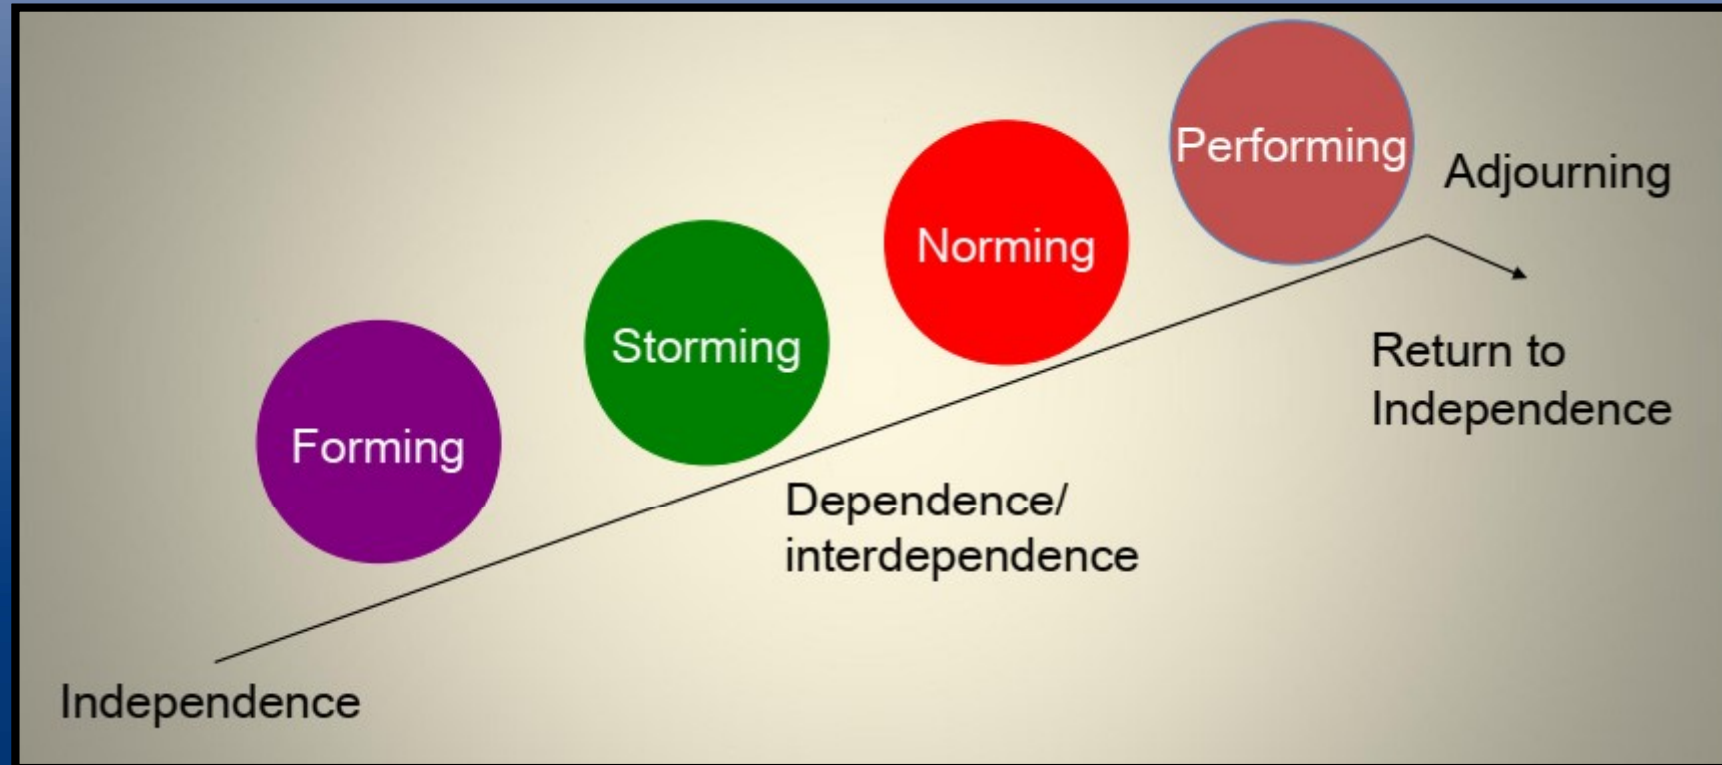 Performing
Adjourning
Norming
Storming
Return to
Independence
Forming
Dependence/
interdependence
Independence